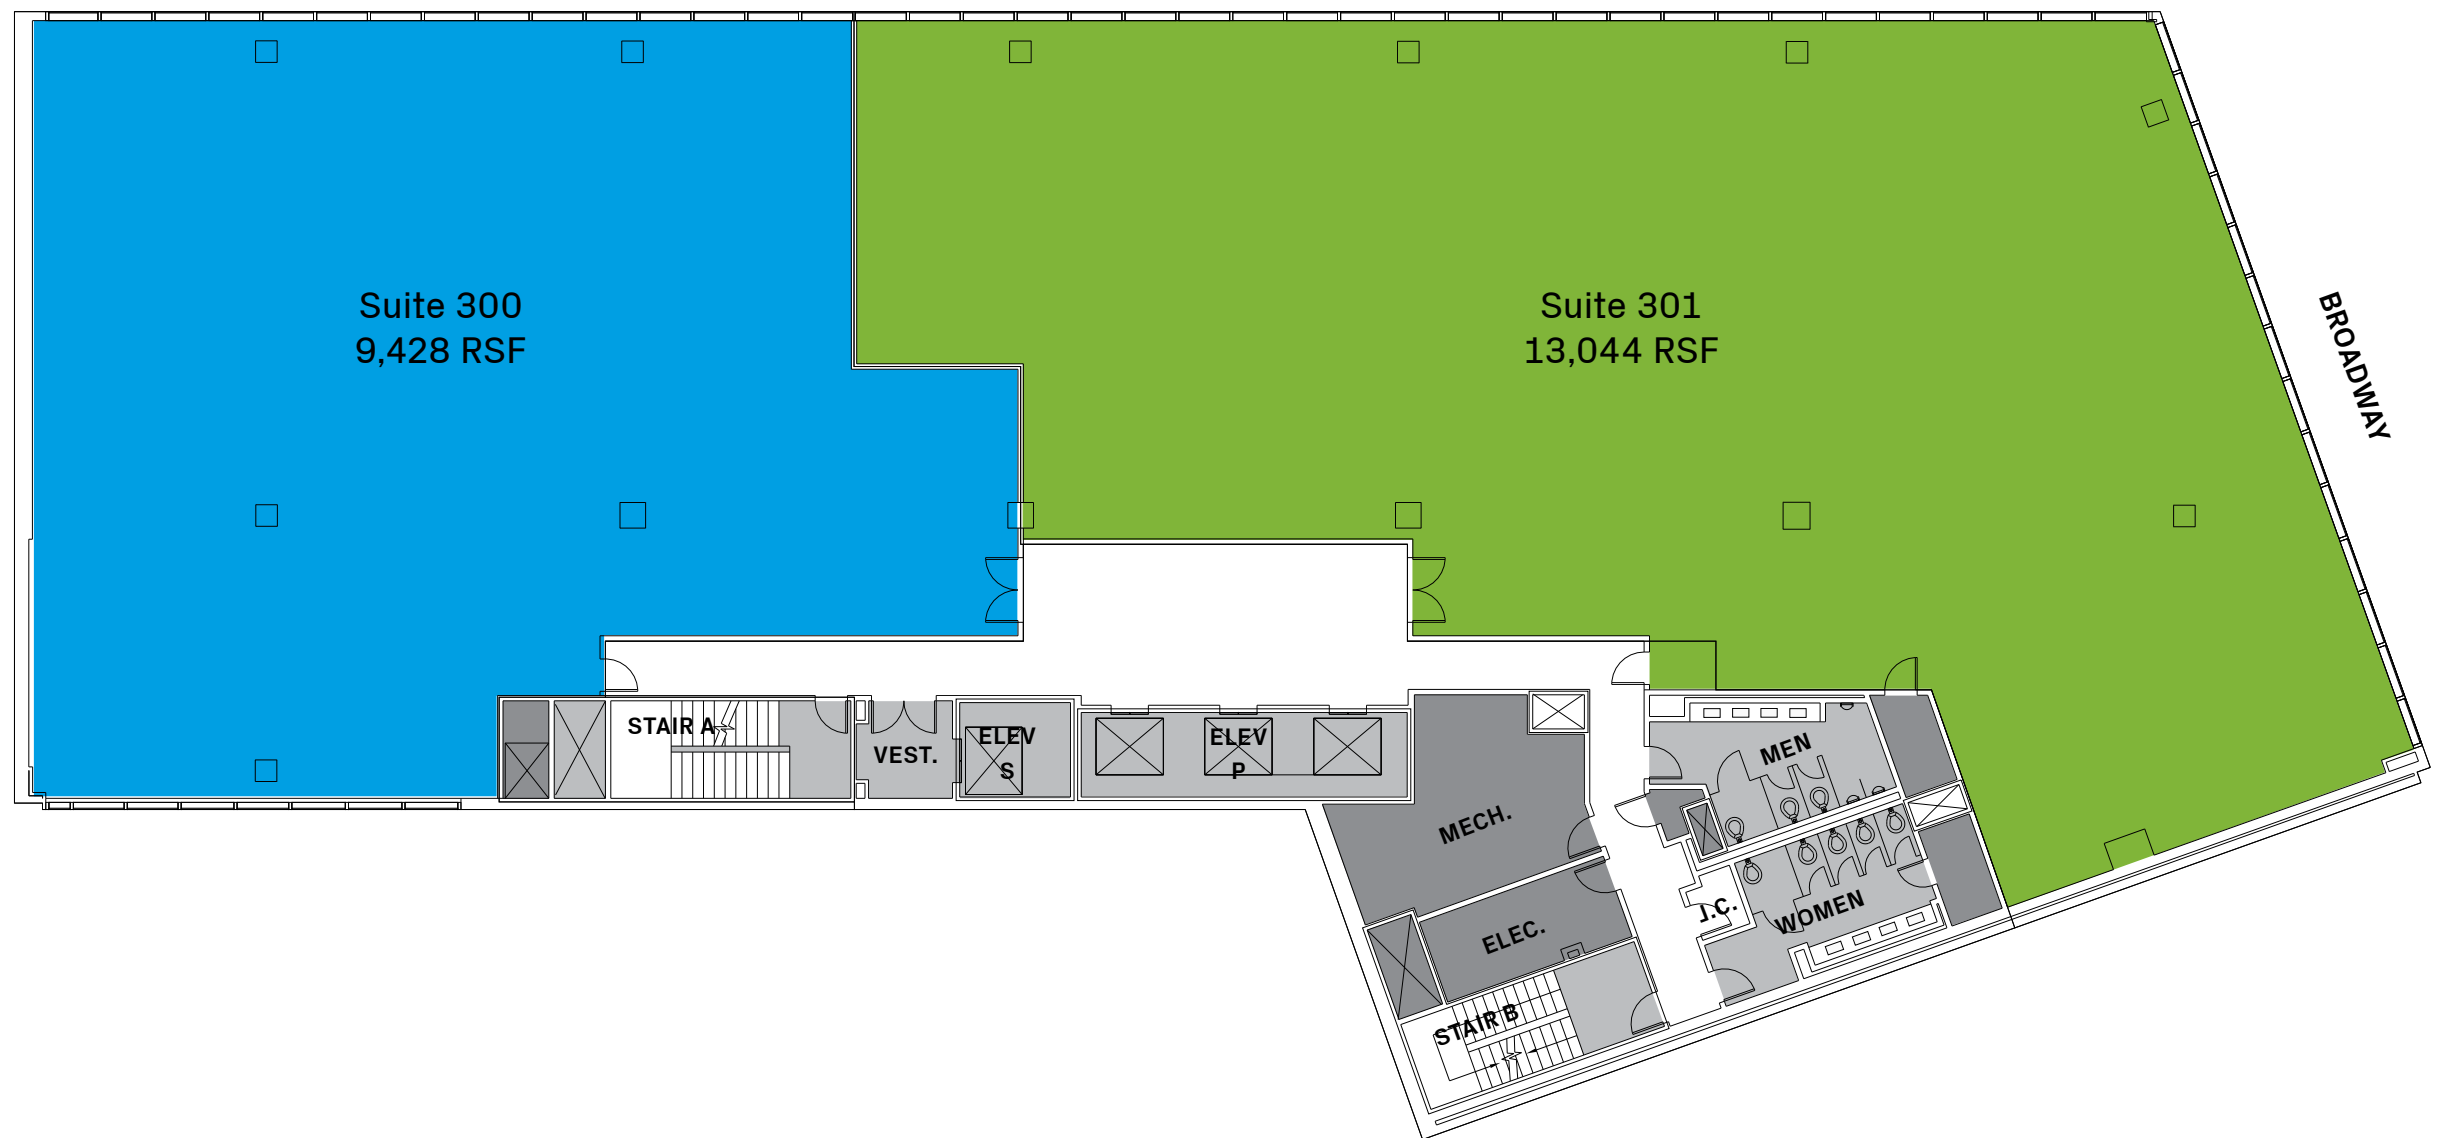 Suite 300
9,428 RSF
Suite 301
13,044 RSF
BROADWAY
STAIR A
VEST.
ELEV
S
ELEV
P
MEN
MECH.
J.C.
WOMEN
ELEC.
STAIR B